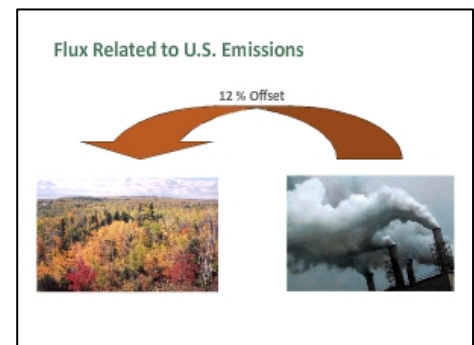 Flux Related to U.S. Emissions
12 % Offset